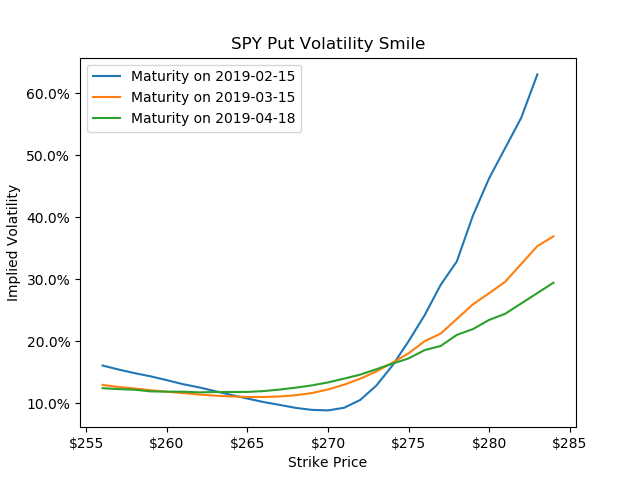 SPY Put Volatility Smile
Maturity on 2019-02-15
Maturity on 2019-03-15
Maturity on 2019-04-18
Implied Volatility
60.0%
50.0%
40.0%
30.0%
20.0%
10.0%
$255 $260 $265 $270 $275 $280 $285
Strike Price